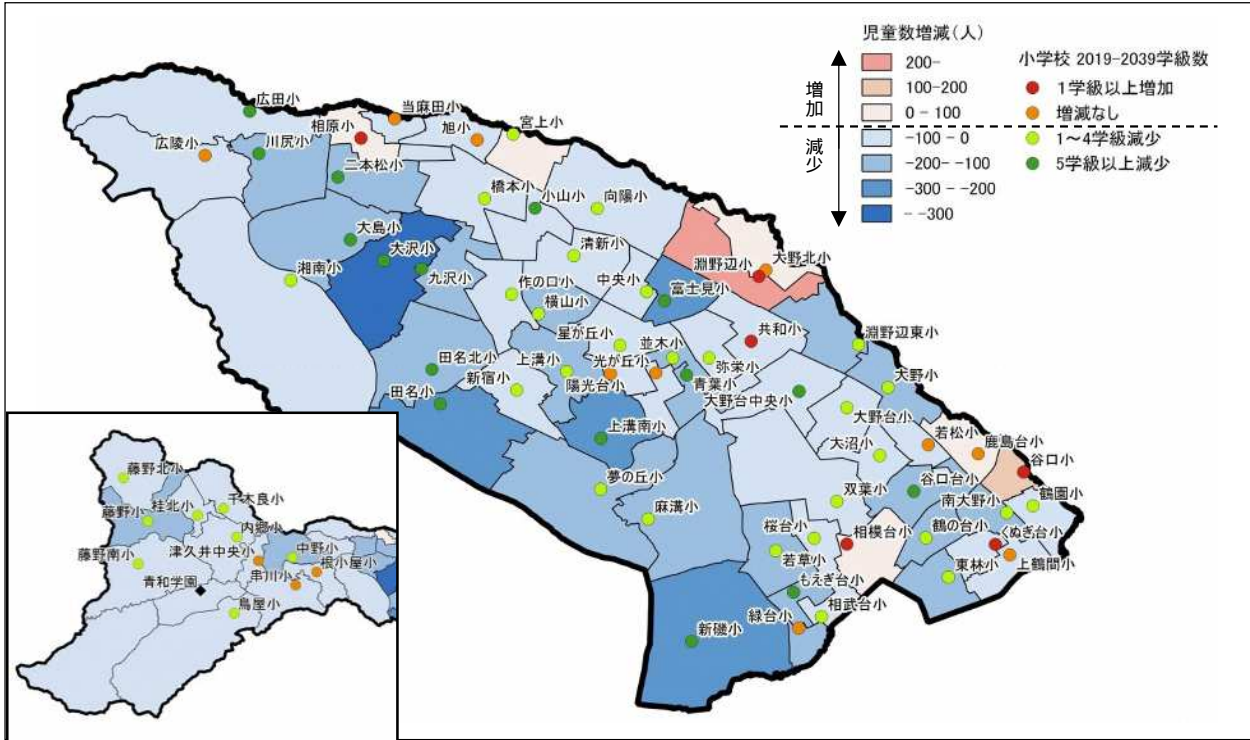 児童数増減(人)
200-
100-200
0-100
-100-0
-200--100
-300--200
--300
増加
減少
小学校 2019-2039学級数
1学級以上増加
増減なし
1～4学級減少
5学級以上減少
広田小
当麻田小
相原小
旭小
宮上小
広陵小
川尻小
二本松小
橋本小
小山小
向陽小
大島小
大沢小
清新小
淵野辺小
大野北小
湘南小
九沢小
作の口小
中央小
富士見小
横山小
星が丘小
並木小
共和小
淵野辺東小
田名北小
上溝小
光が丘小
弥栄小
新宿小
陽光台小
青葉小
大野小
田名小
大野台中央小
大野台小
上溝南小
大沼小
若松小
鹿島台小
谷口小
夢の丘小
双葉小
谷口台小
南大野小
鶴園小
麻溝小
桜台小
相模台小
鶴の台小
くぬぎ台小
若草小
東林小
上鶴間小
もえぎ台小
相武台小
緑台小
新磯小
藤野北小
桂北小
千木良小
藤野小
内郷小
津久井中央小
中野小
藤野南小
根小屋小
青和学園
串川小
鳥屋小